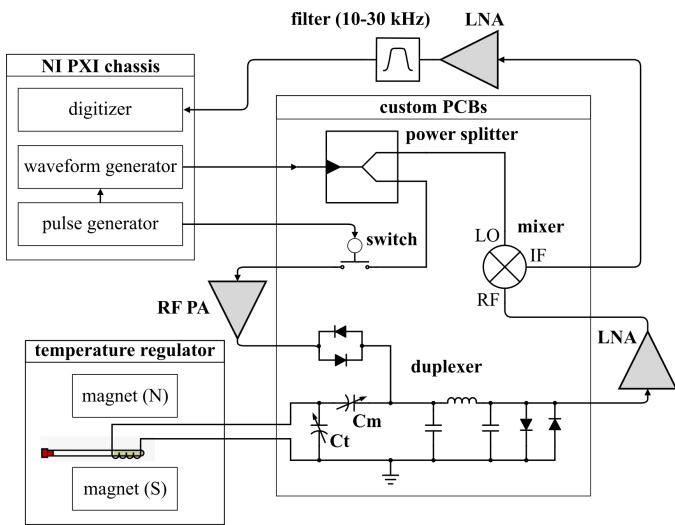 filter (10-30 kHz)
LNA
NI PXI chassis
digitizer
waveform generator
pulse generator
custom PCBs
power splitter
switch
LO
mixer
IF
RF
RF PA
LNA
temperature regulator
magnet (N)
magnet (S)
duplexer
Cm
Ct